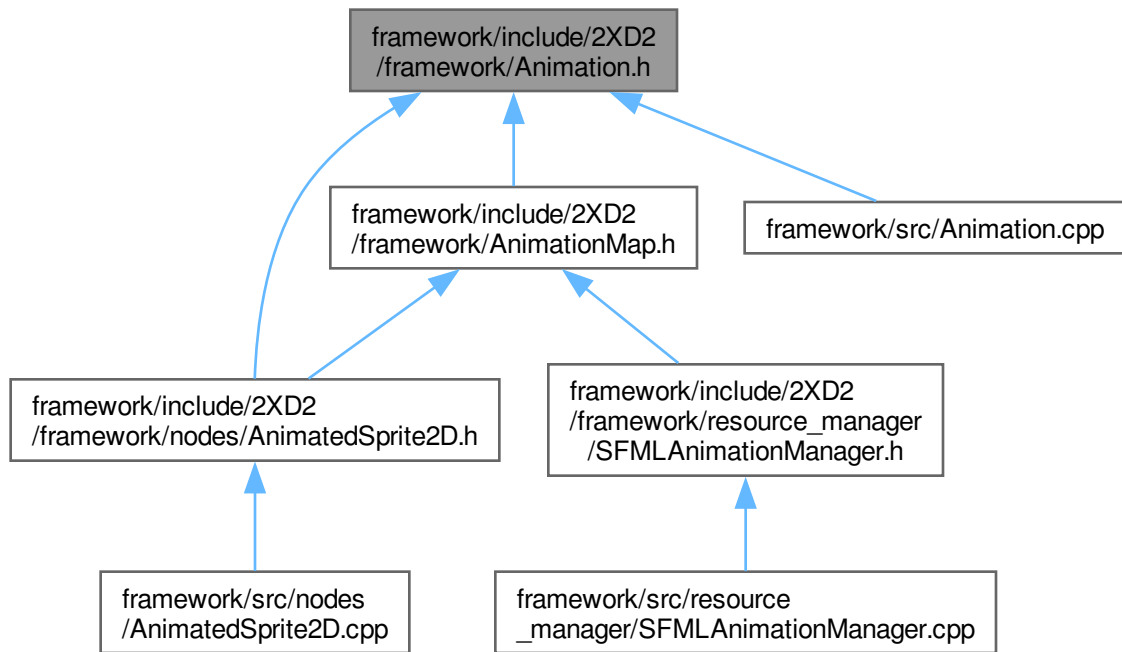 framework/include/2XD2
/framework/Animation.h
framework/include/2XD2
/framework/AnimationMap.h
framework/src/Animation.cpp
framework/include/2XD2
/framework/nodes/AnimatedSprite2D.h
framework/include/2XD2
/framework/resource_manager
/SFMLAnimationManager.h
framework/src/nodes
/AnimatedSprite2D.cpp
framework/src/resource
_manager/SFMLAnimationManager.cpp